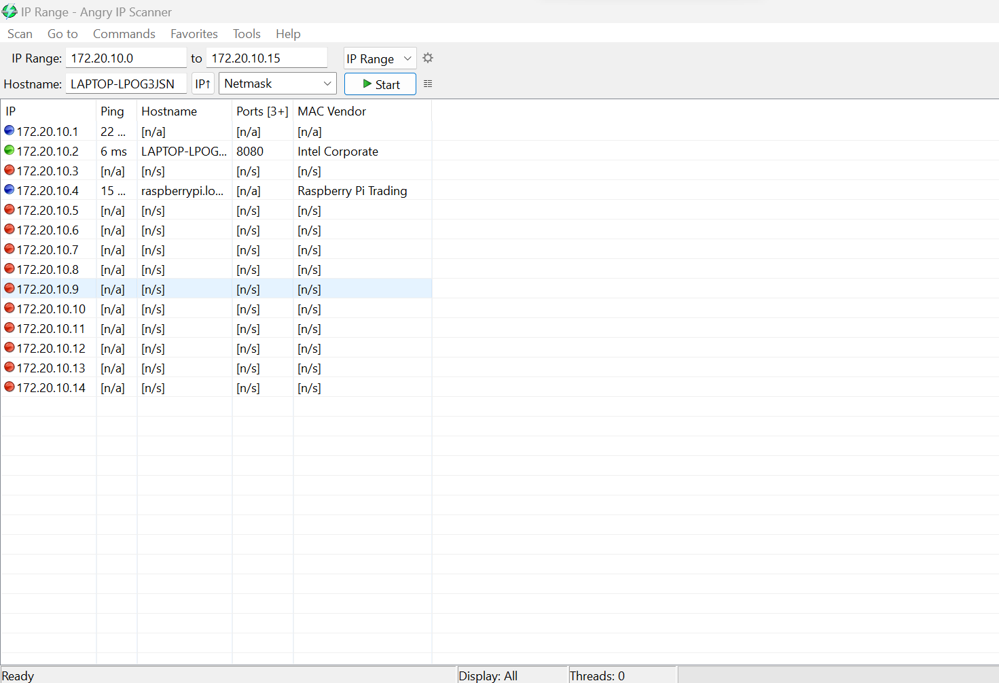 IP Range - Angry IP Scanner
Scan Go to Commands Favorites Tools Help
IP Range: 172.20.10.0 to 172.20.10.15 IP Range
Hostname: LAPTOP-LPOG3JSN IP↑ Netmask Start
IP Ping Hostname Ports [3+] MAC Vendor
172.20.10.1 22 ... [n/a] [n/a] [n/a]
172.20.10.2 6 ms LAPTOP-LPOG... 8080 Intel Corporate
172.20.10.3 [n/a] [n/s] [n/s] [n/s]
172.20.10.4 15 ... raspberrypi.lo... [n/a] Raspberry Pi Trading
172.20.10.5 [n/a] [n/s] [n/s] [n/s]
172.20.10.6 [n/a] [n/s] [n/s] [n/s]
172.20.10.7 [n/a] [n/s] [n/s] [n/s]
172.20.10.8 [n/a] [n/s] [n/s] [n/s]
172.20.10.9 [n/a] [n/s] [n/s] [n/s]
172.20.10.10 [n/a] [n/s] [n/s] [n/s]
172.20.10.11 [n/a] [n/s] [n/s] [n/s]
172.20.10.12 [n/a] [n/s] [n/s] [n/s]
172.20.10.13 [n/a] [n/s] [n/s] [n/s]
172.20.10.14 [n/a] [n/s] [n/s] [n/s]
Ready Display: All Threads: 0